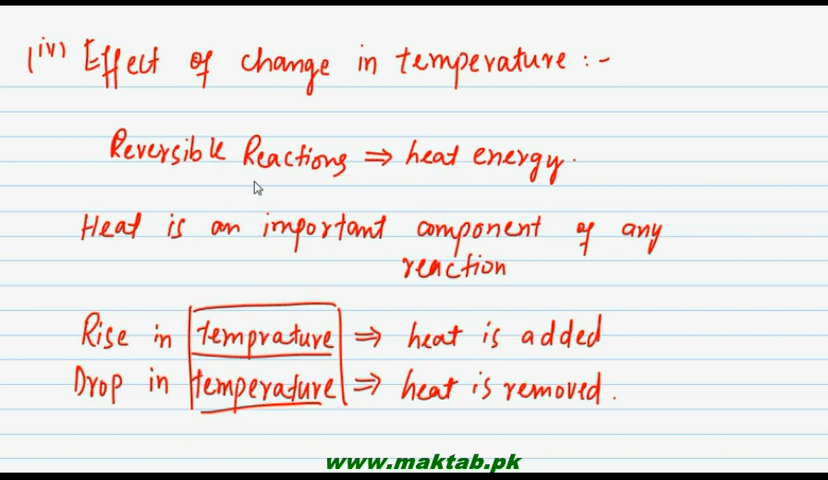 (iv) Effect of change in temperature :-
Reversible Reactions ⇒ heat energy.
Heat is an important component of any
reaction
Rise in temprature ⇒ heat is added
Drop in temperature ⇒ heat is removed.
www.maktab.pk